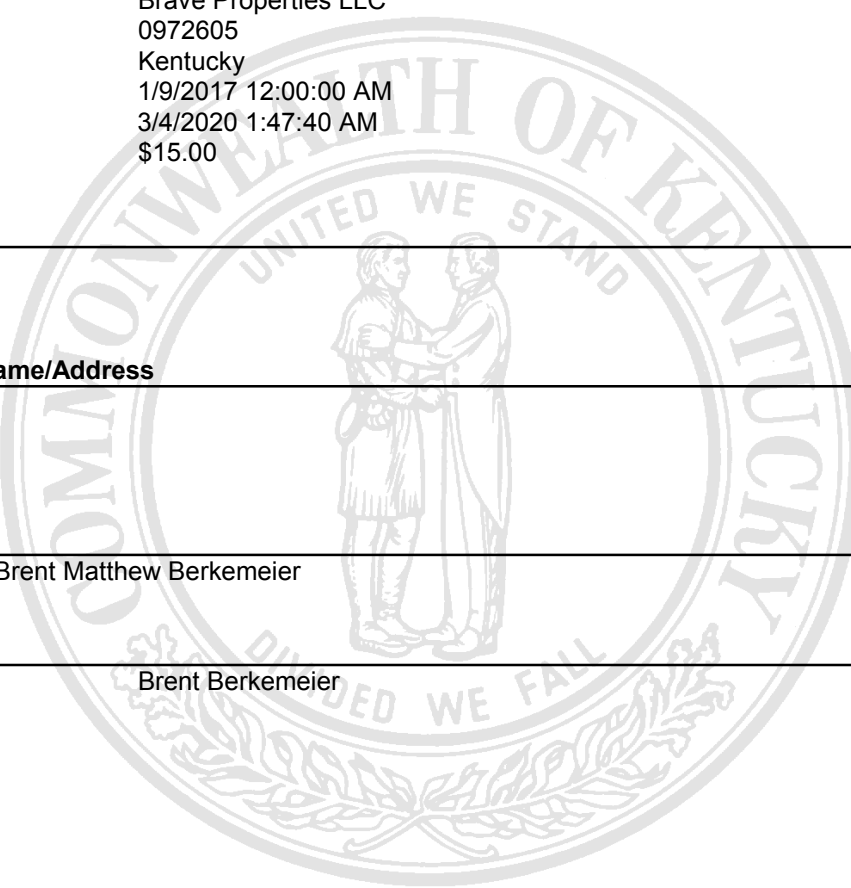 Brave Properties LLC
0972605
Kentucky
1/9/2017 12:00:00 AM
3/4/2020 1:47:40 AM
$15.00
COMMONWEALTH OF KENTUCKY
UNITED WE STAND
ame/Address
Brent Matthew Berkemeier
DIVIDED WE FALL
Brent Berkemeier